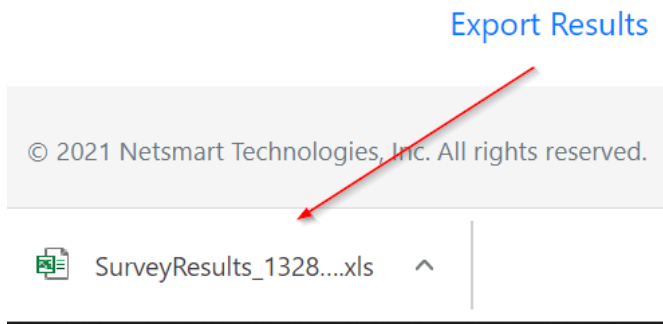 Export Results
© 2021 Netsmart Technologies, Inc. All rights reserved.
SurveyResults_1328....xls